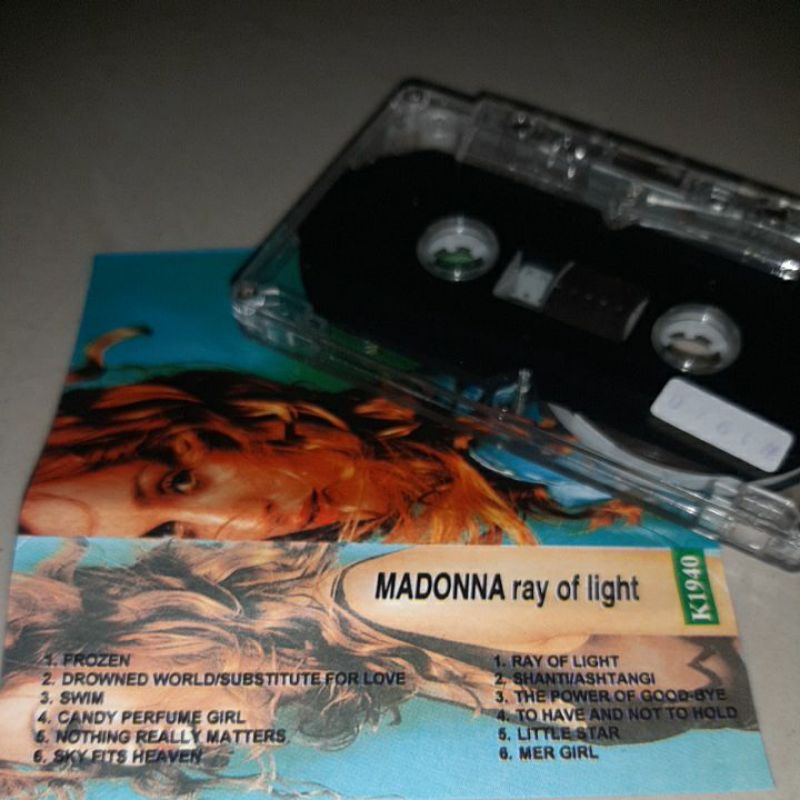 MADONNA ray of light
K1940
1. FROZEN
2. DROWNED WORLD/SUBSTITUTE FOR LOVE
3. SWIM
4. CANDY PERFUME GIRL
5. NOTHING REALLY MATTERS
6. SKY FITS HEAVEN
1. RAY OF LIGHT
2. SHANTI/ASHTANGI
3. THE POWER OF GOOD-BYE
4. TO HAVE AND NOT TO HOLD
5. LITTLE STAR
6. MER GIRL